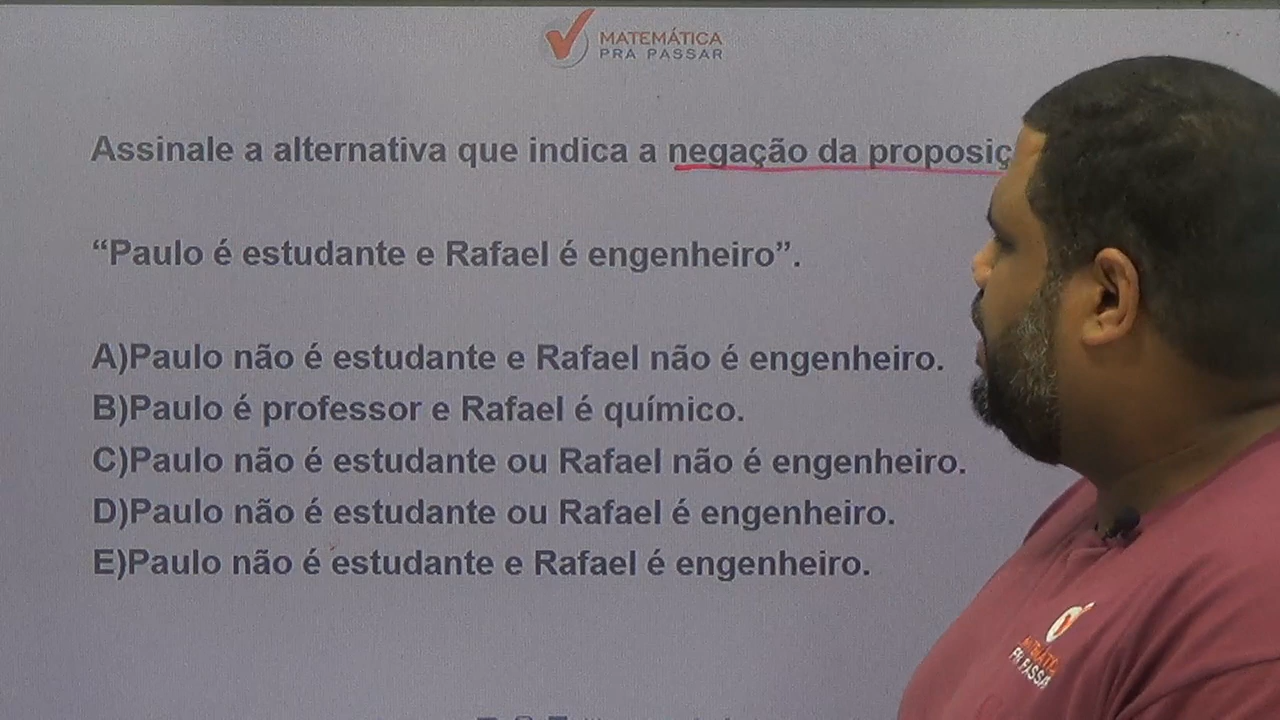 MATEMÁTICA
PRA PASSAR
Assinale a alternativa que indica a negação da proposiç
“Paulo é estudante e Rafael é engenheiro”.
A)Paulo não é estudante e Rafael não é engenheiro.
B)Paulo é professor e Rafael é químico.
C)Paulo não é estudante ou Rafael não é engenheiro.
D)Paulo não é estudante ou Rafael é engenheiro.
E)Paulo não é estudante e Rafael é engenheiro.